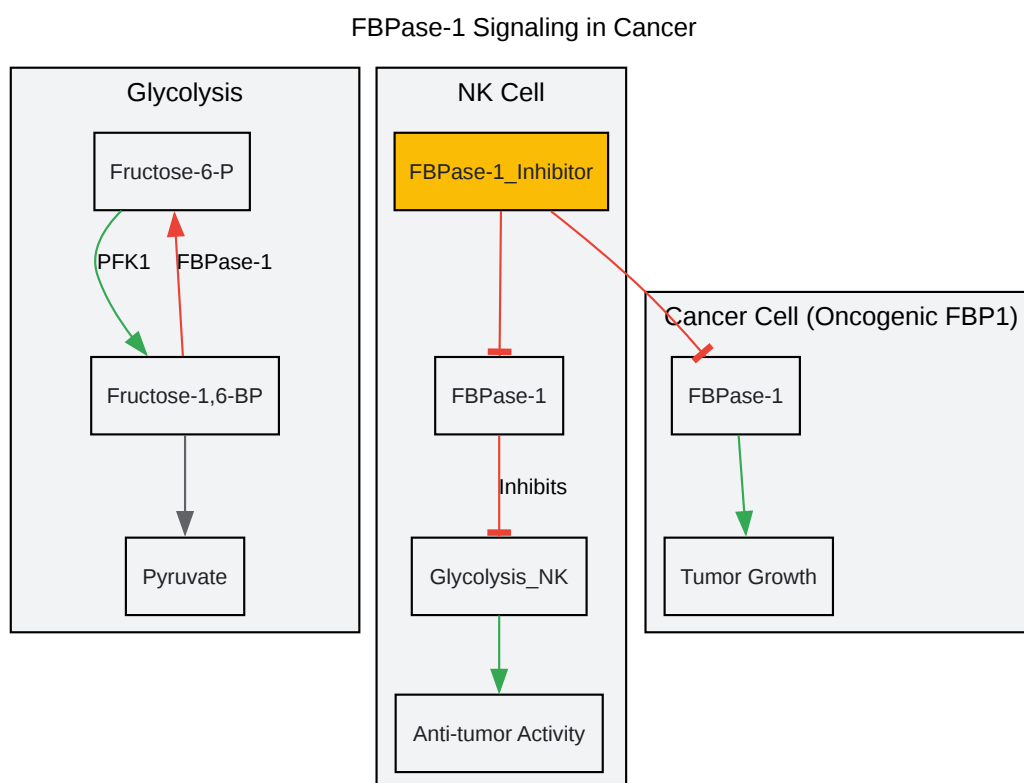 FBPase-1 Signaling in Cancer
Glycolysis
Fructose-6-P
PFK1
FBPase-1
Fructose-1,6-BP
Pyruvate
NK Cell
FBPase-1_Inhibitor
FBPase-1
Inhibits
Glycolysis_NK
Anti-tumor Activity
Cancer Cell (Oncogenic FBP1)
FBPase-1
Tumor Growth